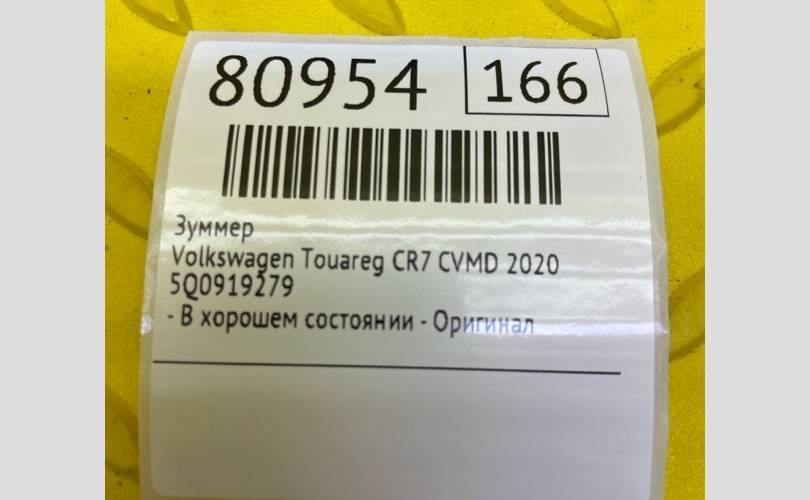 80954 166
Зуммер
Volkswagen Touareg CR7 CVMD 2020
5Q0919279
- В хорошем состоянии - Оригинал